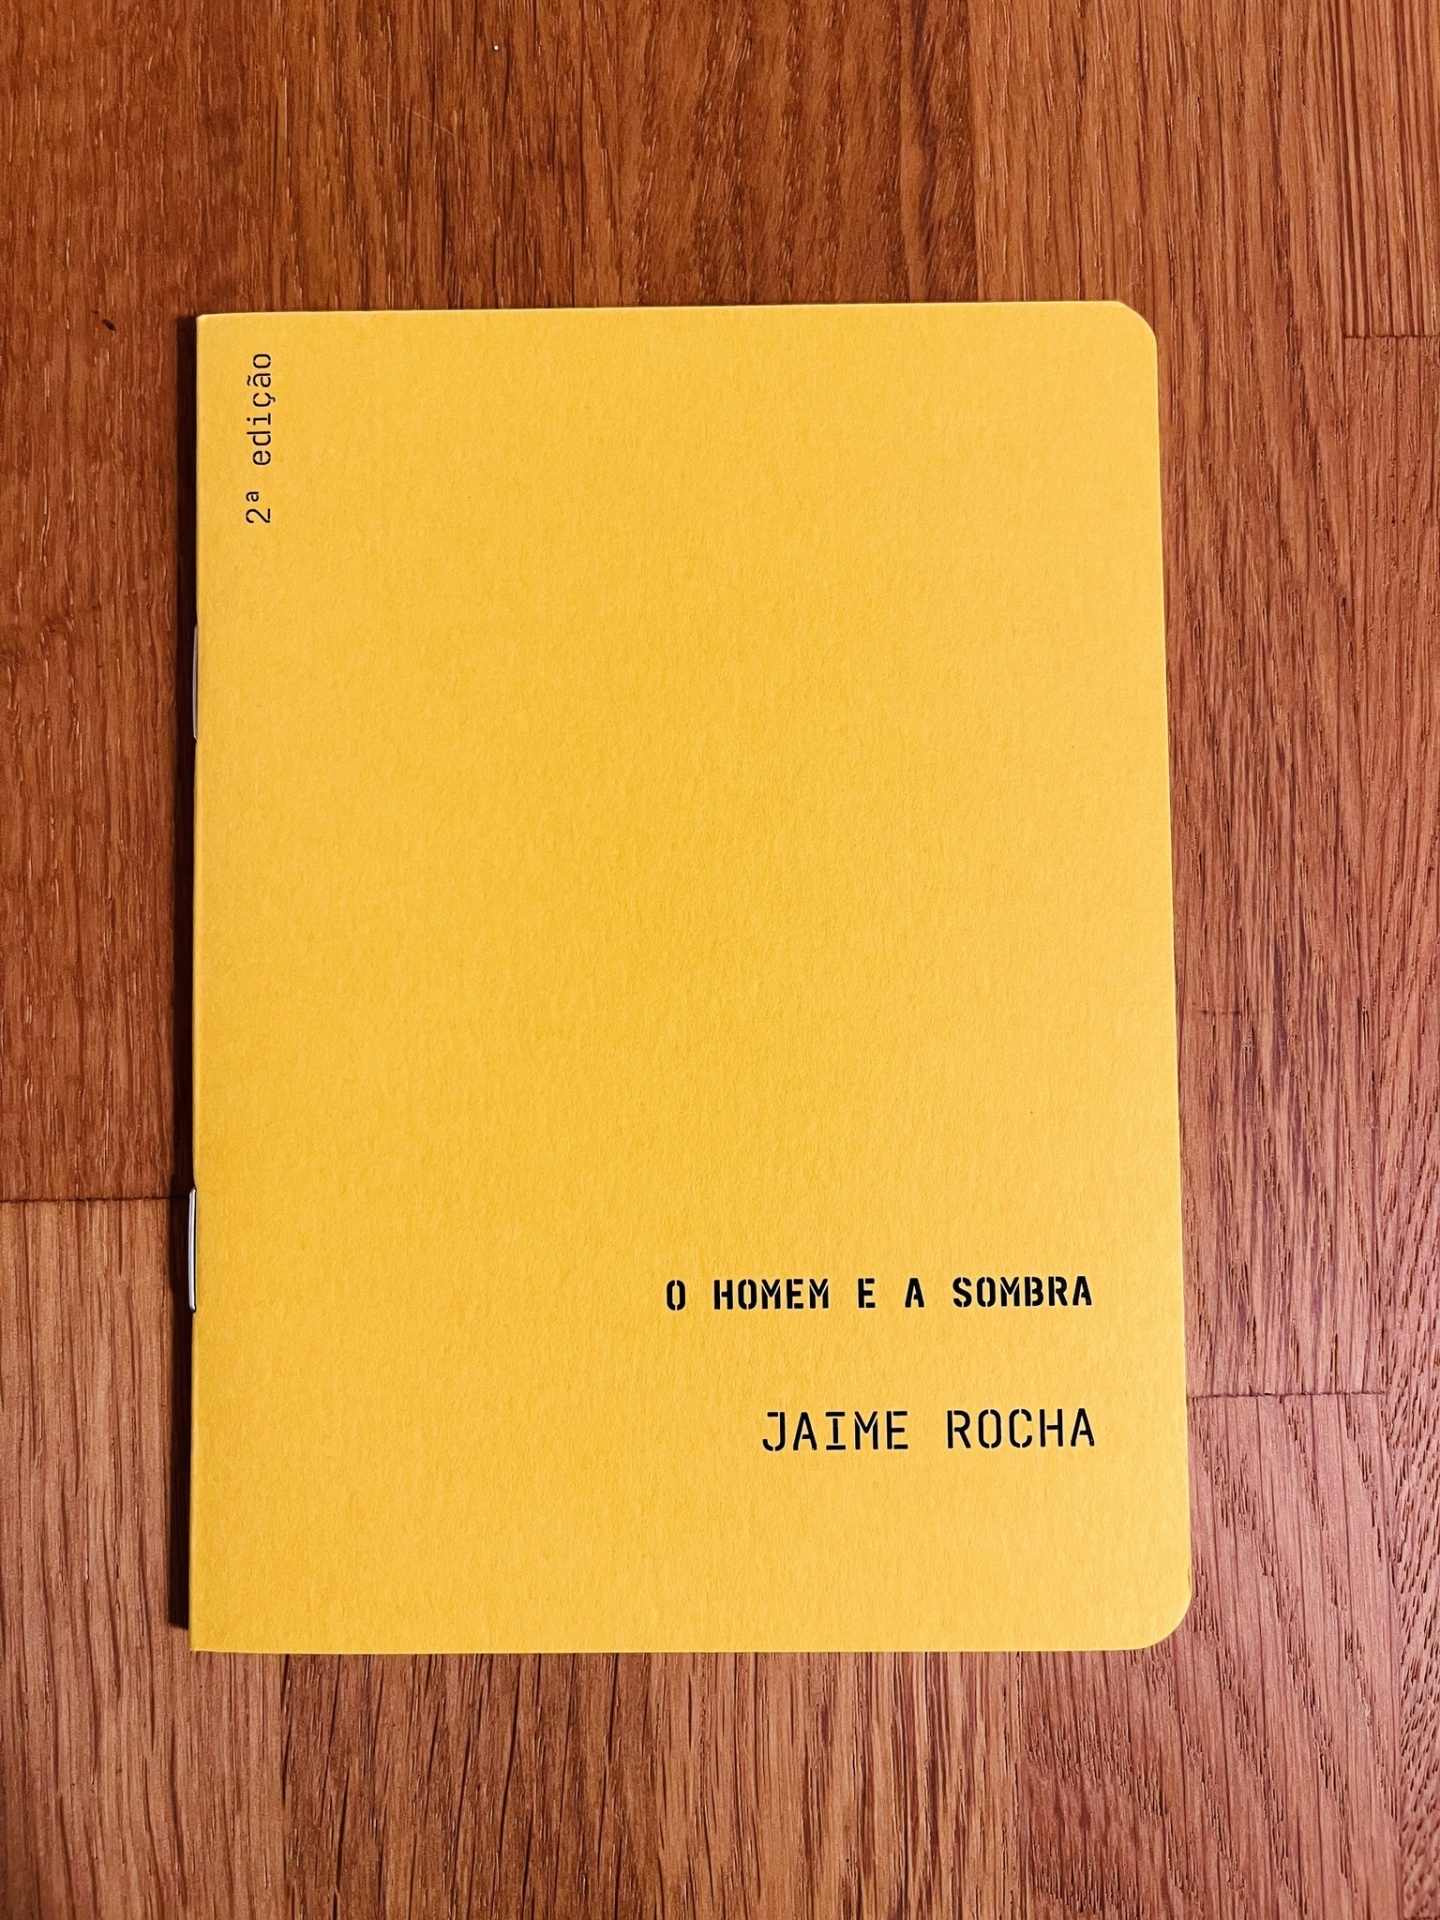 2ª edição
O HOMEM E A SOMBRA
JAIME ROCHA